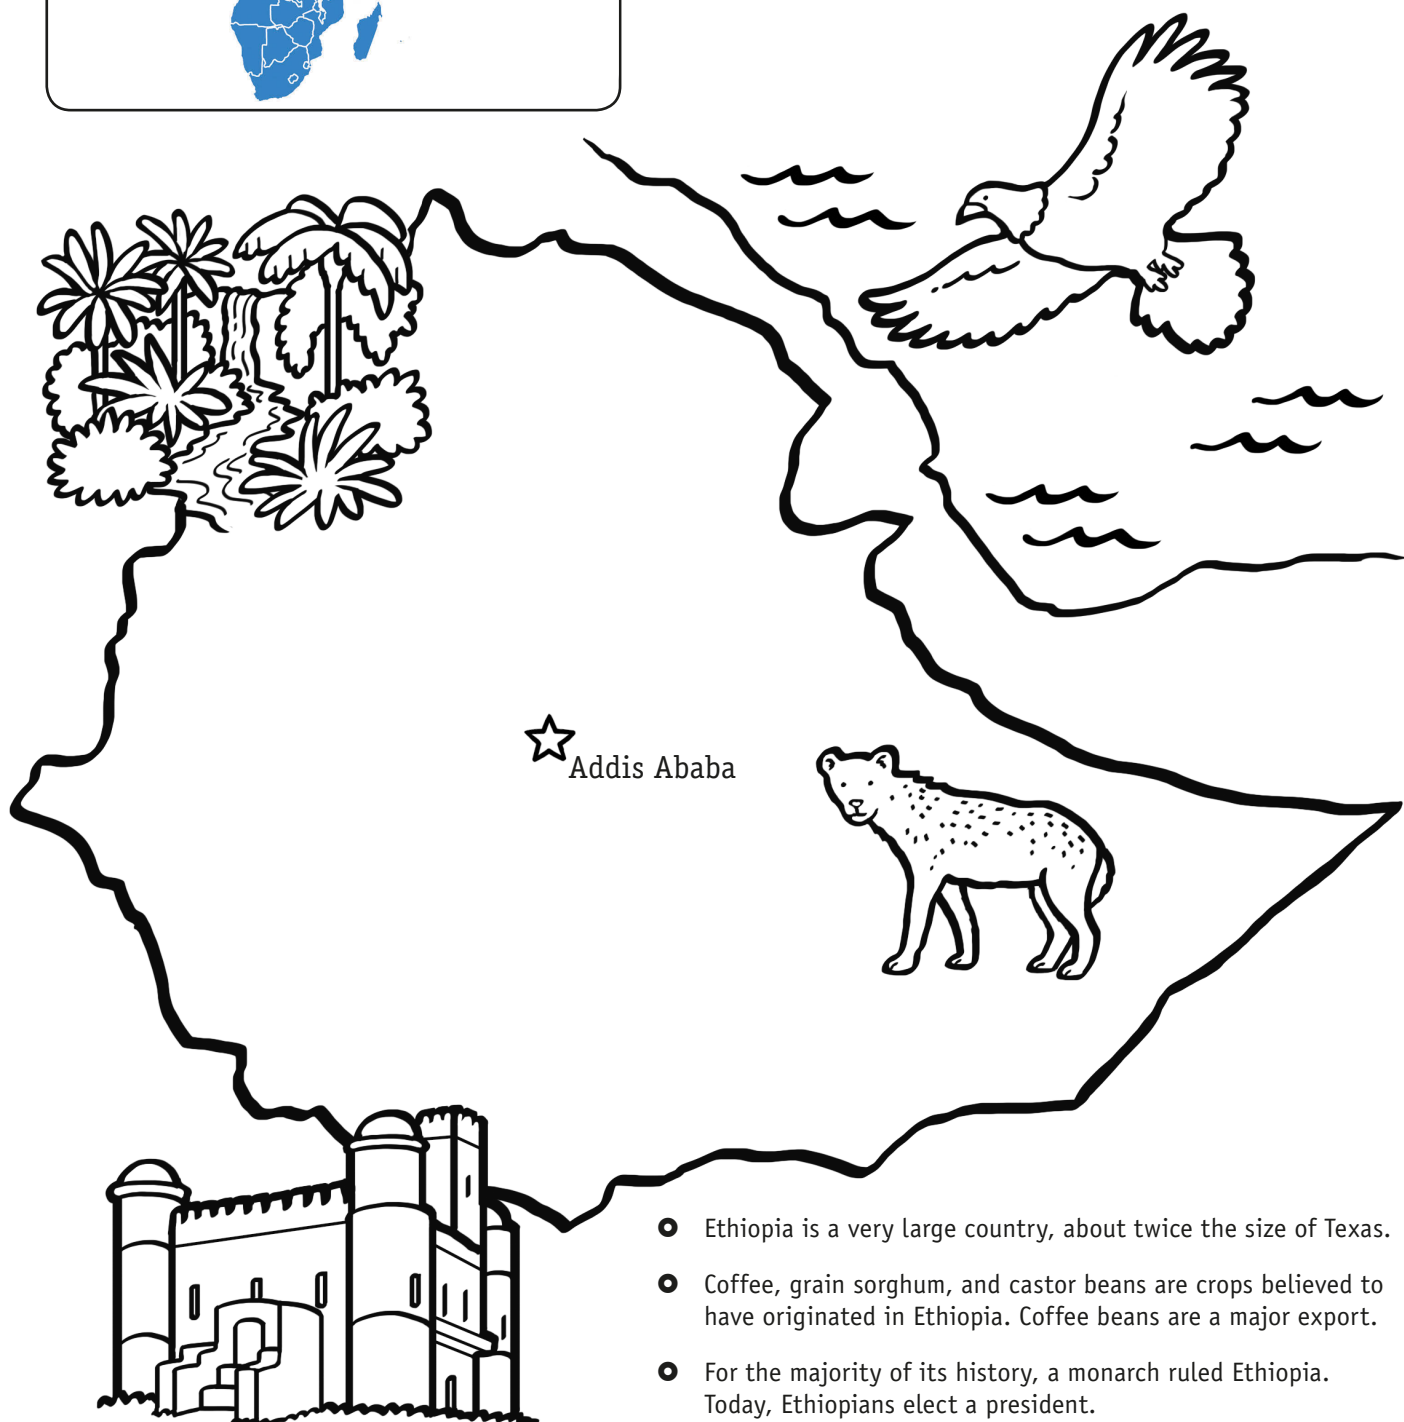 Addis Ababa
Ethiopia is a very large country, about twice the size of Texas.
Coffee, grain sorghum, and castor beans are crops believed to
have originated in Ethiopia. Coffee beans are a major export.
For the majority of its history, a monarch ruled Ethiopia.
Today, Ethiopians elect a president.